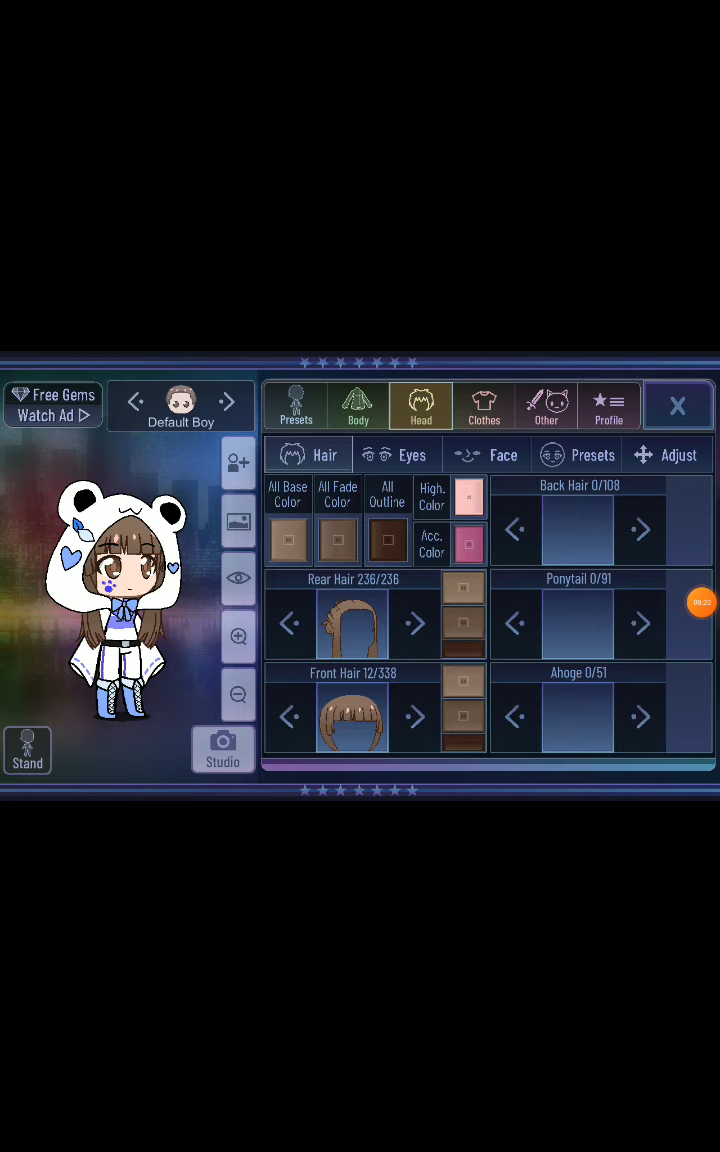 Free Gems
Watch Ad
Default Boy
Presets
Body
Head
Clothes
Other
Profile
X
Hair
Eyes
Face
Presets
Adjust
All Base
Color
All Fade
Color
All
Outline
High.
Color
Acc.
Color
Back Hair 0/108
Rear Hair 236/236
Ponytail 0/91
08:20
Front Hair 12/338
Ahoge 0/51
Stand
Studio